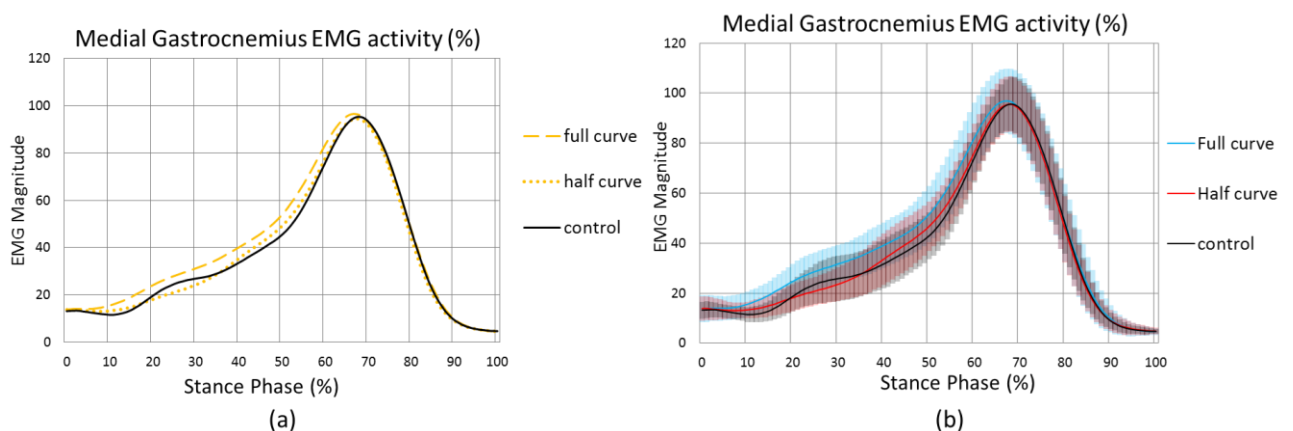 Medial Gastrocnemius EMG activity (%)
120
100
80
60
40
20
0
EMG Magnitude
0 10 20 30 40 50 60 70 80 90 100
Stance Phase (%)
full curve
half curve
control
(a)
Medial Gastrocnemius EMG activity (%)
120
100
80
60
40
20
0
EMG Magnitude
0 10 20 30 40 50 60 70 80 90 100
Stance Phase (%)
Full curve
Half curve
control
(b)